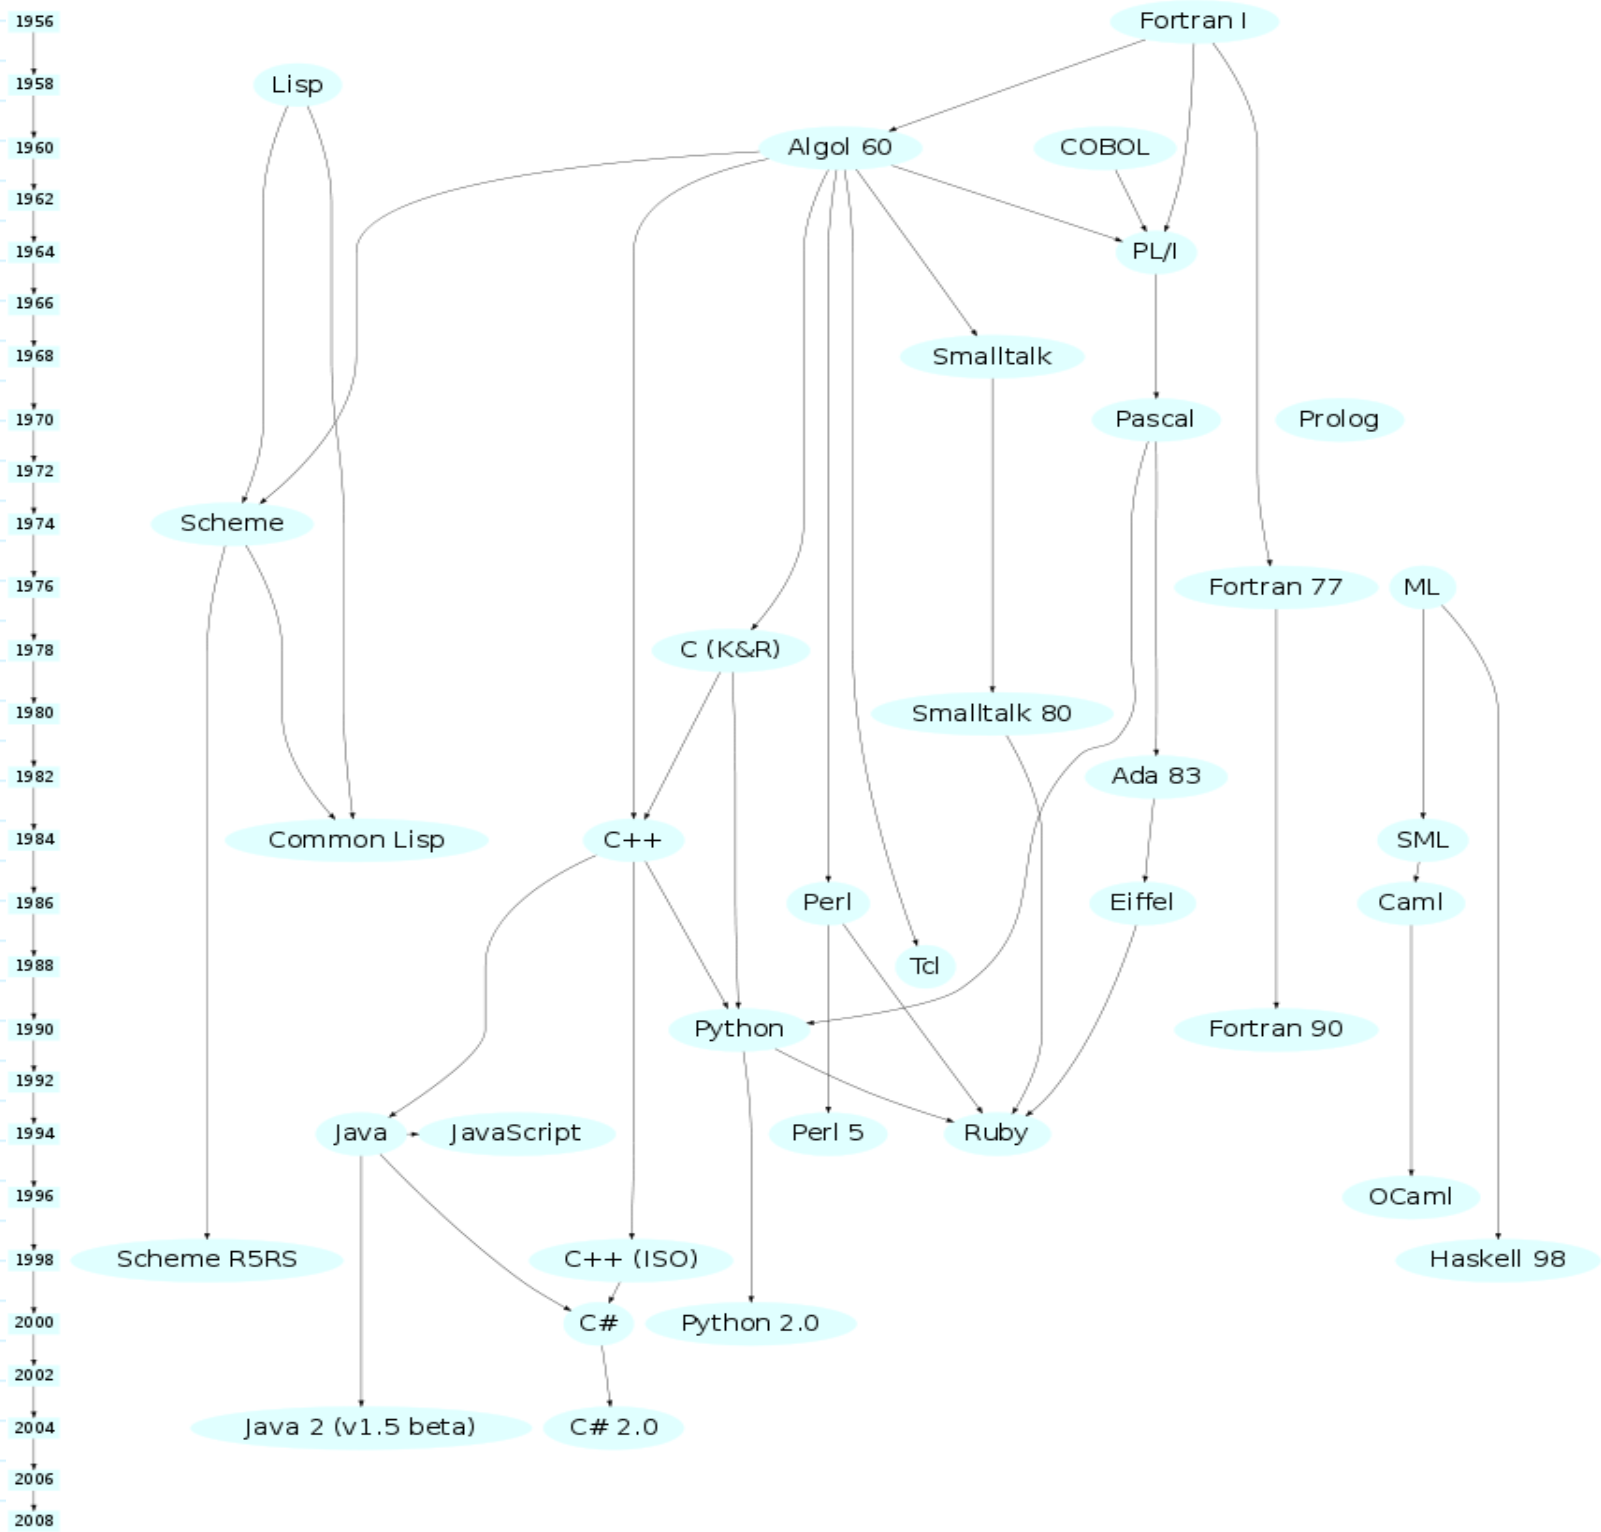 1956 Fortran I
1958 Lisp
1960 Algol 60 COBOL
1962
1964 PL/I
1966
1968 Smalltalk
1970 Pascal Prolog
1972
1974 Scheme
1976 Fortran 77 ML
1978 C (K&R)
1980 Smalltalk 80
1982 Ada 83
1984 Common Lisp C++ SML
1986 Perl Eiffel Caml
1988 Tcl
1990 Python Fortran 90
1992
1994 Java JavaScript Perl 5 Ruby
1996 OCaml
1998 Scheme R5RS C++ (ISO) Haskell 98
2000 C# Python 2.0
2002
2004 Java 2 (v1.5 beta) C# 2.0
2006
2008